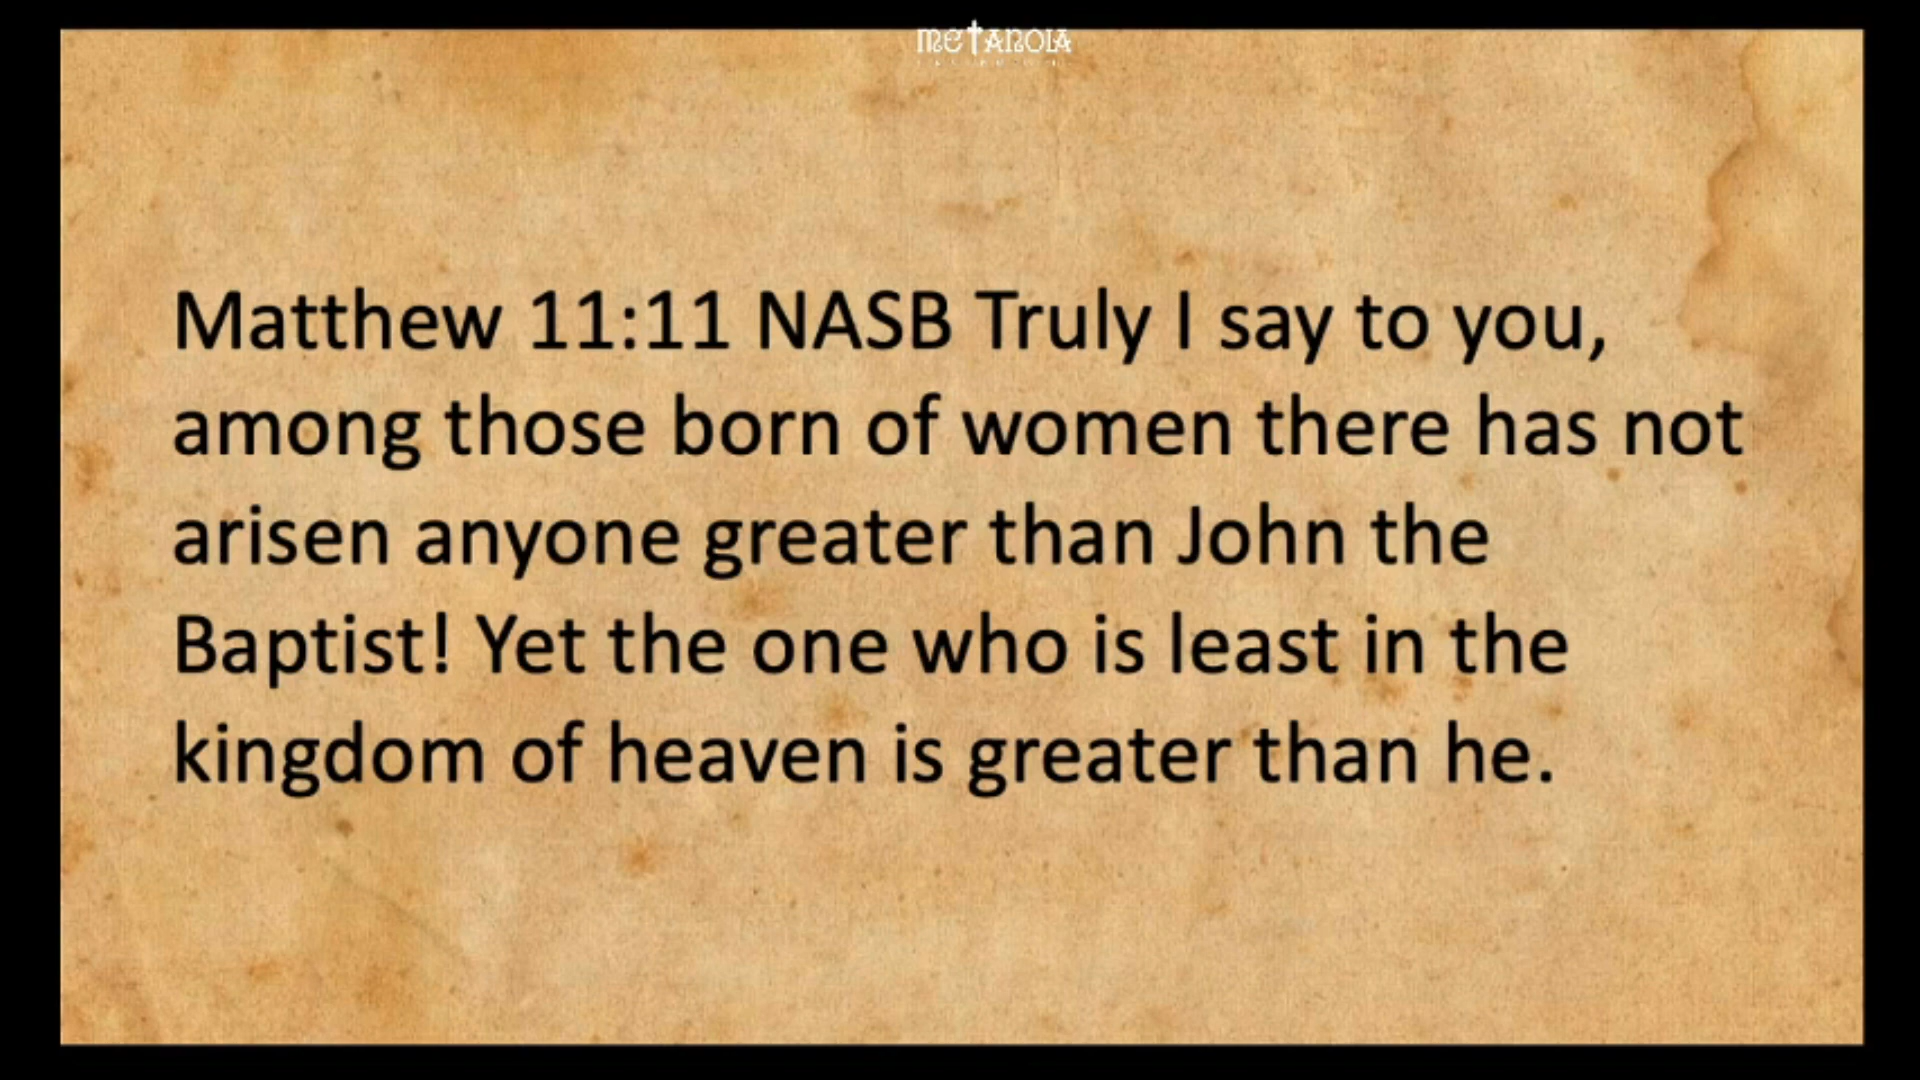 METANOIA
Matthew 11:11 NASB Truly I say to you,
among those born of women there has not
arisen anyone greater than John the
Baptist! Yet the one who is least in the
kingdom of heaven is greater than he.